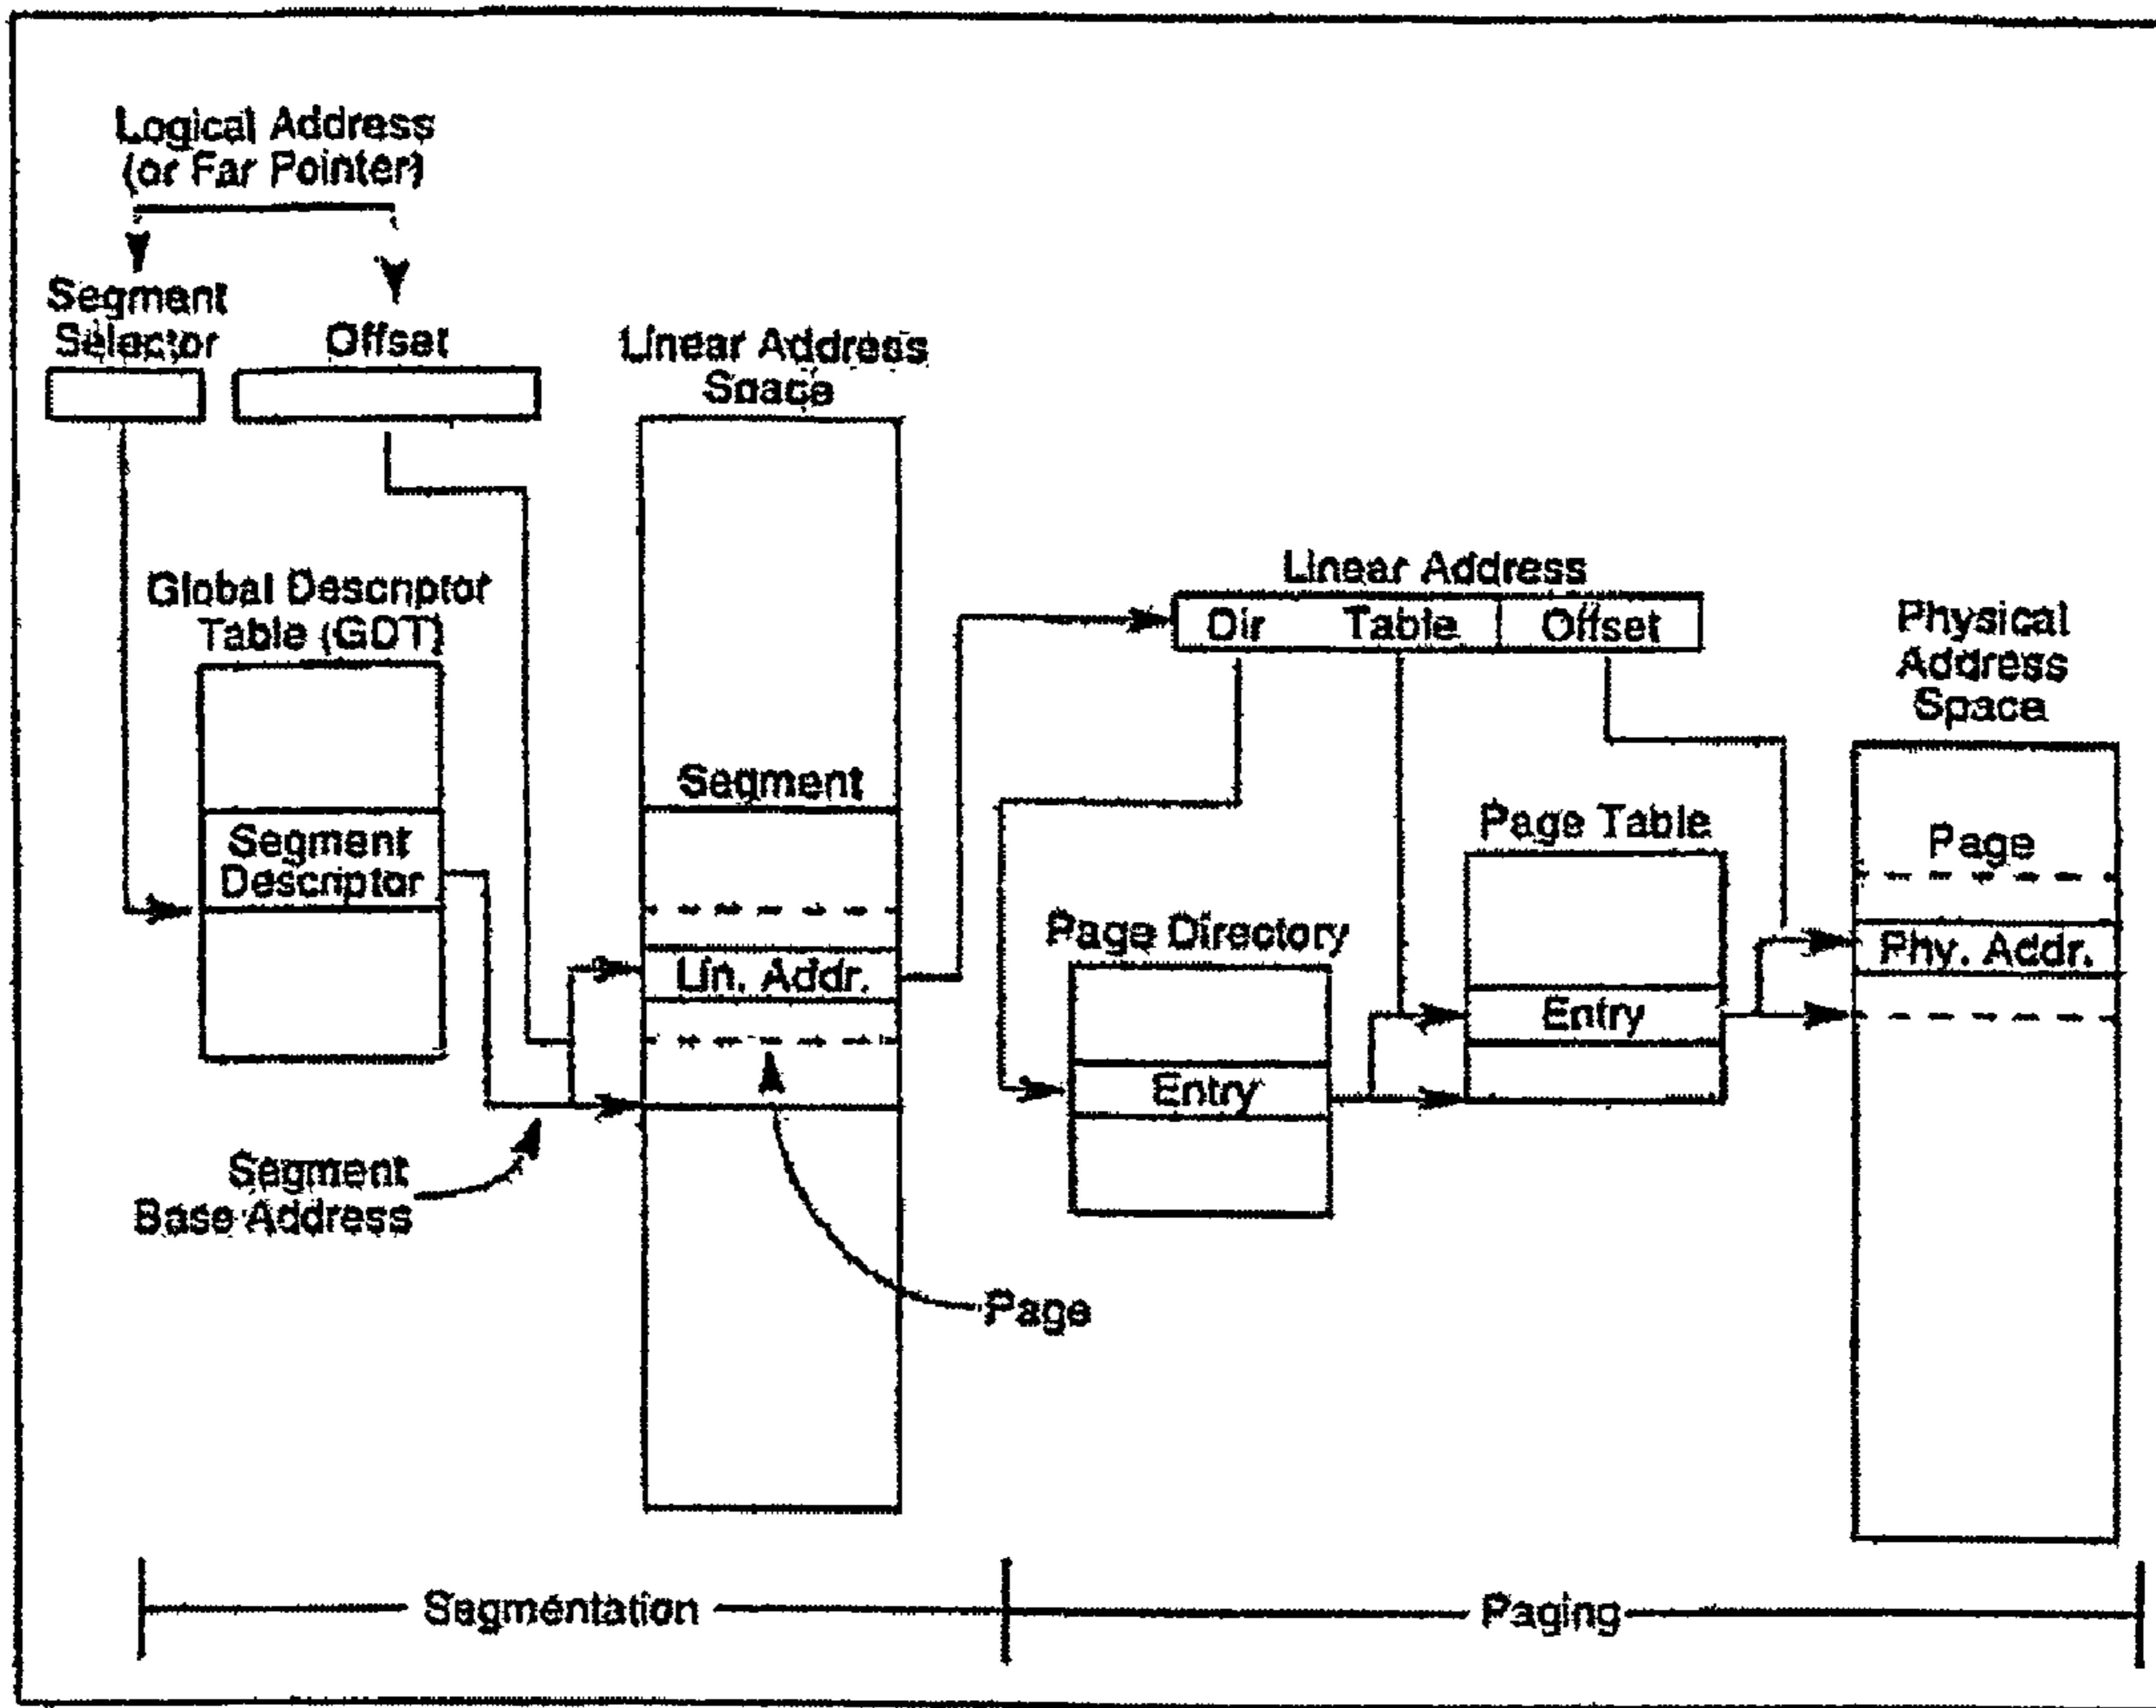 Logical Address
(or Far Pointer)
Segment
Selector
Offset
Linear Address
Space
Global Descriptor
Table (GDT)
Segment
Descriptor
Segment
Base Address
Segment
Lin. Addr.
Page
Linear Address
Dir Table Offset
Page Directory
Entry
Page Table
Entry
Physical
Address
Space
Page
Phy. Addr.
Segmentation
Paging